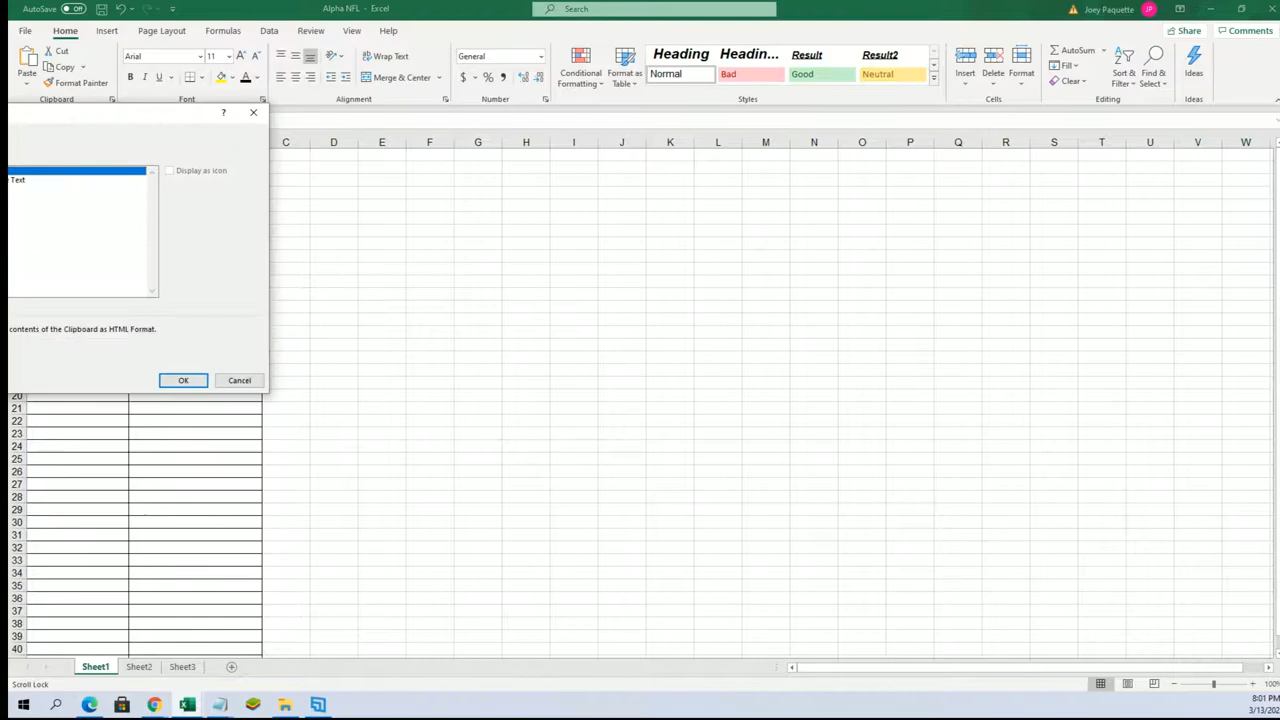 AutoSave Off Alpha NFL - Excel Search Joey Paquette JP
File Home Insert Page Layout Formulas Data Review View Help Share Comments
Cut Arial 11 Wrap Text General Heading Headin... Result Result2 AutoSum
Copy Fill
Paste Format Painter B I U Merge & Center $ % Conditional Formatting Format as Table Normal Bad Good Neutral Insert Delete Format Clear Sort & Filter Find & Select Ideas
Clipboard Font Alignment Number Styles Cells Editing Ideas
?
C D E F G H I J K L M N O P Q R S T U V W
Display as icon
Text
contents of the Clipboard as HTML Format.
OK Cancel
20
21
22
23
24
25
26
27
28
29
30
31
32
33
34
35
36
37
38
39
40
Sheet1 Sheet2 Sheet3
Scroll Lock 100%
8:01 PM
3/13/202